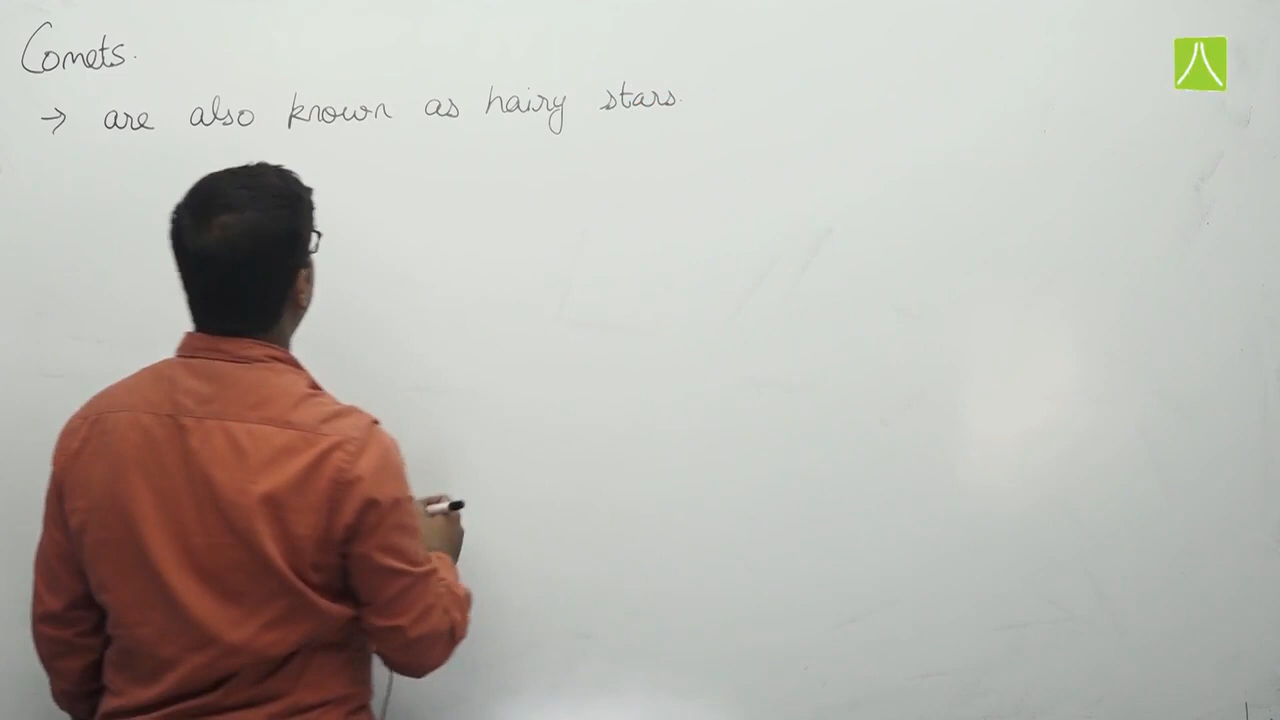 Comets.
→ are also known as hairy stars.